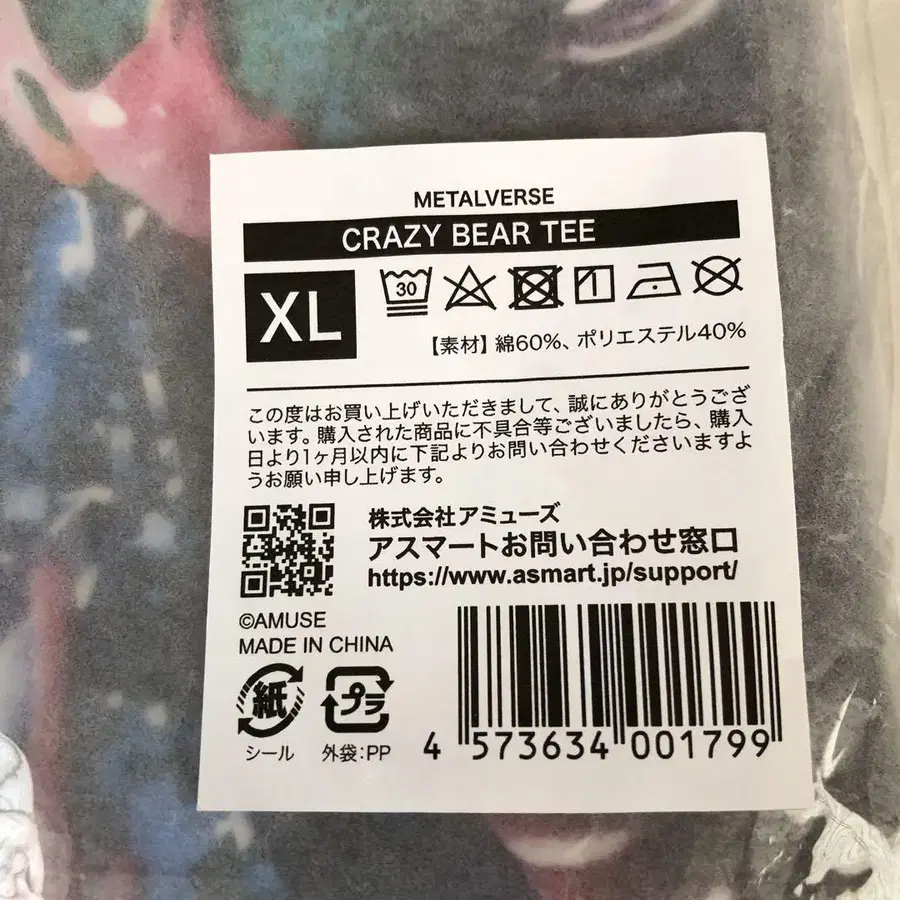 METALVERSE
CRAZY BEAR TEE
XL
30
【素材】綿60%、ポリエステル40%
この度はお買い上げいただきまして、誠にありがとうござ
います。購入された商品に不具合等ございましたら、購入
日より1ヶ月以内に下記よりお問い合わせくださいますよ
うお願い申し上げます。
株式会社アミューズ
アスマートお問い合わせ窓口
https://www.asmart.jp/support/
©AMUSE
MADE IN CHINA
紙
プラ
シール
外袋:PP
4 573634 001799